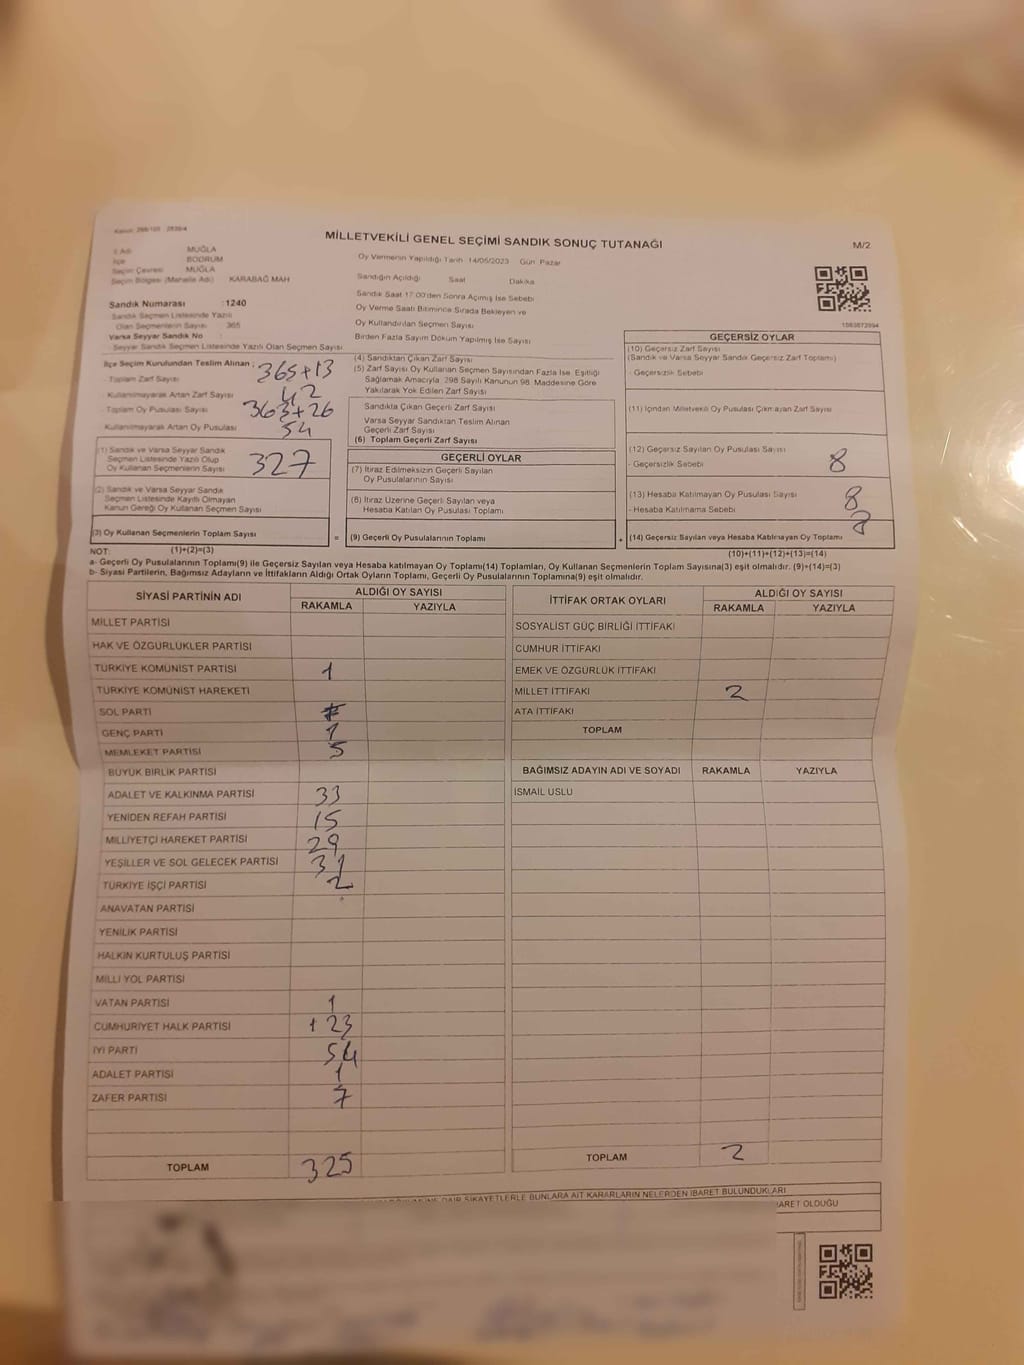 Kanun: 298/105 - 2839/4
MİLLETVEKİLİ GENEL SEÇİMİ SANDIK SONUÇ TUTANAĞI
M/2
İl Adı MUĞLA
İlçe BODRUM
Seçim Çevresi MUĞLA
Seçim Bölgesi (Mahalle Adı) KARABAĞ MAH
Sandık Numarası :1240
Sandık Seçmen Listesinde Yazılı
Olan Seçmenlerin Sayısı 365
Varsa Seyyar Sandık No
Seyyar Sandık Seçmen Listesinde Yazılı Olan Seçmen Sayısı
Oy Vermenin Yapıldığı Tarih 14/05/2023 Gün Pazar
Sandığın Açıldığı Saat Dakika
Sandık Saat 17:00'den Sonra Açılmış İse Sebebi
Oy Verme Saati Bitiminde Sırada Bekleyen ve
Oy Kullandırılan Seçmen Sayısı
Birden Fazla Sayım Döküm Yapılmış İse Sayısı
1583872994
İlçe Seçim Kurulundan Teslim Alınan :
- Toplam Zarf Sayısı 365+13
- Kullanılmayarak Artan Zarf Sayısı 42
- Toplam Oy Pusulası Sayısı 363+26
Kullanılmayarak Artan Oy Pusulası 54
(1) Sandık ve Varsa Seyyar Sandık
Seçmen Listesinde Yazılı Olup
Oy Kullanan Seçmenlerin Sayısı 327
(2) Sandık ve Varsa Seyyar Sandık
Seçmen Listesinde Kayıtlı Olmayan
Kanun Gereği Oy Kullanan Seçmen Sayısı
(3) Oy Kullanan Seçmenlerin Toplam Sayısı =
(4) Sandıktan Çıkan Zarf Sayısı
(5) Zarf Sayısı Oy Kullanan Seçmen Sayısından Fazla İse Eşitliği
Sağlamak Amacıyla 298 Sayılı Kanunun 98. Maddesine Göre
Yakılarak Yok Edilen Zarf Sayısı
Sandıkla Çıkan Geçerli Zarf Sayısı
Varsa Seyyar Sandıktan Teslim Alınan
Geçerli Zarf Sayısı
(6) Toplam Geçerli Zarf Sayısı
GEÇERLİ OYLAR
(7) İtiraz Edilmeksizin Geçerli Sayılan
Oy Pusulalarının Sayısı
(8) İtiraz Üzerine Geçerli Sayılan veya
Hesaba Katılan Oy Pusulası Toplamı
(9) Geçerli Oy Pusulalarının Toplamı +
GEÇERSİZ OYLAR
(10) Geçersiz Zarf Sayısı
(Sandık ve Varsa Seyyar Sandık Geçersiz Zarf Toplamı)
- Geçersizlik Sebebi
(11) İçinden Milletvekili Oy Pusulası Çıkmayan Zarf Sayısı
(12) Geçersiz Sayılan Oy Pusulası Sayısı
- Geçersizlik Sebebi 8
(13) Hesaba Katılmayan Oy Pusulası Sayısı 8
- Hesaba Katılmama Sebebi
(14) Geçersiz Sayılan veya Hesaba Katılmayan Oy Toplamı
NOT: (1)+(2)=(3) (10)+(11)+(12)+(13)=(14)
a- Geçerli Oy Pusulalarının Toplamı(9) ile Geçersiz Sayılan veya Hesaba katılmayan Oy Toplamı(14) Toplamları, Oy Kullanan Seçmenlerin Toplam Sayısına(3) eşit olmalıdır. (9)+(14)=(3)
b- Siyasi Partilerin, Bağımsız Adayların ve İttifakların Aldığı Ortak Oyların Toplamı, Geçerli Oy Pusulalarının Toplamına(9) eşit olmalıdır.
SİYASİ PARTİNİN ADI ALDIĞI OY SAYISI
RAKAMLA YAZIYLA
MİLLET PARTİSİ
HAK VE ÖZGÜRLÜKLER PARTİSİ
TÜRKİYE KOMÜNİST PARTİSİ 1
TÜRKİYE KOMÜNİST HAREKETİ
SOL PARTİ
GENÇ PARTİ 1
MEMLEKET PARTİSİ 5
BÜYÜK BİRLİK PARTİSİ
ADALET VE KALKINMA PARTİSİ 33
YENİDEN REFAH PARTİSİ 15
MİLLİYETÇİ HAREKET PARTİSİ 29
YEŞİLLER VE SOL GELECEK PARTİSİ 31
TÜRKİYE İŞÇİ PARTİSİ 2
ANAVATAN PARTİSİ
YENİLİK PARTİSİ
HALKIN KURTULUŞ PARTİSİ
MİLLİ YOL PARTİSİ
VATAN PARTİSİ 1
CUMHURİYET HALK PARTİSİ 123
İYİ PARTİ 54
ADALET PARTİSİ 1
ZAFER PARTİSİ 7
TOPLAM 325
İTTİFAK ORTAK OYLARI ALDIĞI OY SAYISI
RAKAMLA YAZIYLA
SOSYALİST GÜÇ BİRLİĞİ İTTİFAKI
CUMHUR İTTİFAKI
EMEK VE ÖZGÜRLÜK İTTİFAKI
MİLLET İTTİFAKI 2
ATA İTTİFAKI
TOPLAM
BAĞIMSIZ ADAYIN ADI VE SOYADI RAKAMLA YAZIYLA
İSMAİL USLU
TOPLAM 2
DAİR ŞİKAYETLERLE BUNLARA AİT KARARLARIN NELERDEN İBARET BULUNDUKLARI
İBARET OLDUĞU